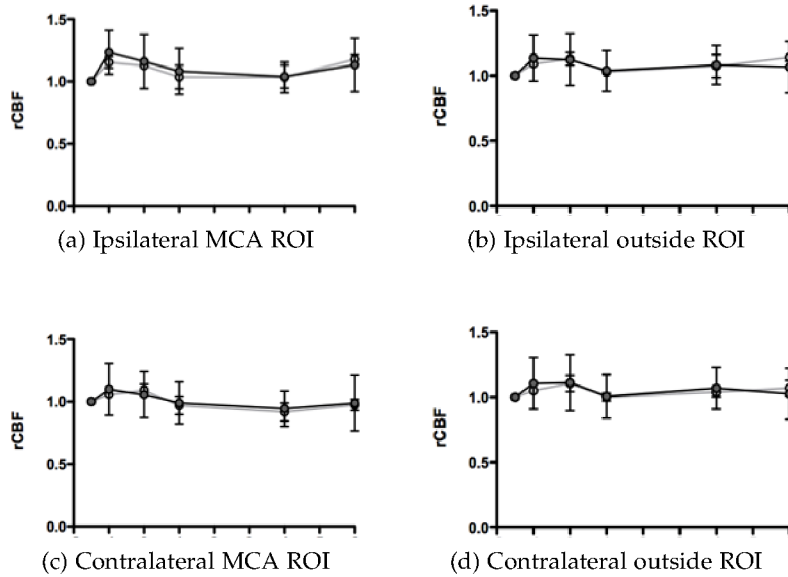 1.5
1.0
0.5
0.0
rCBF
(a) Ipsilateral MCA ROI
1.5
1.0
0.5
0.0
rCBF
(b) Ipsilateral outside ROI
1.5
1.0
0.5
0.0
rCBF
(c) Contralateral MCA ROI
1.5
1.0
0.5
0.0
rCBF
(d) Contralateral outside ROI